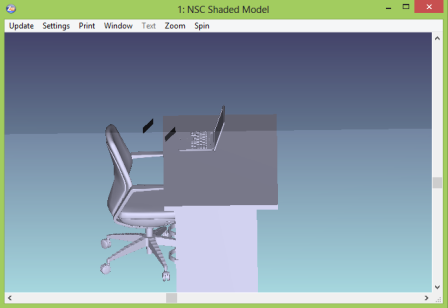 1: NSC Shaded Model
Update Settings Print Window Text Zoom Spin